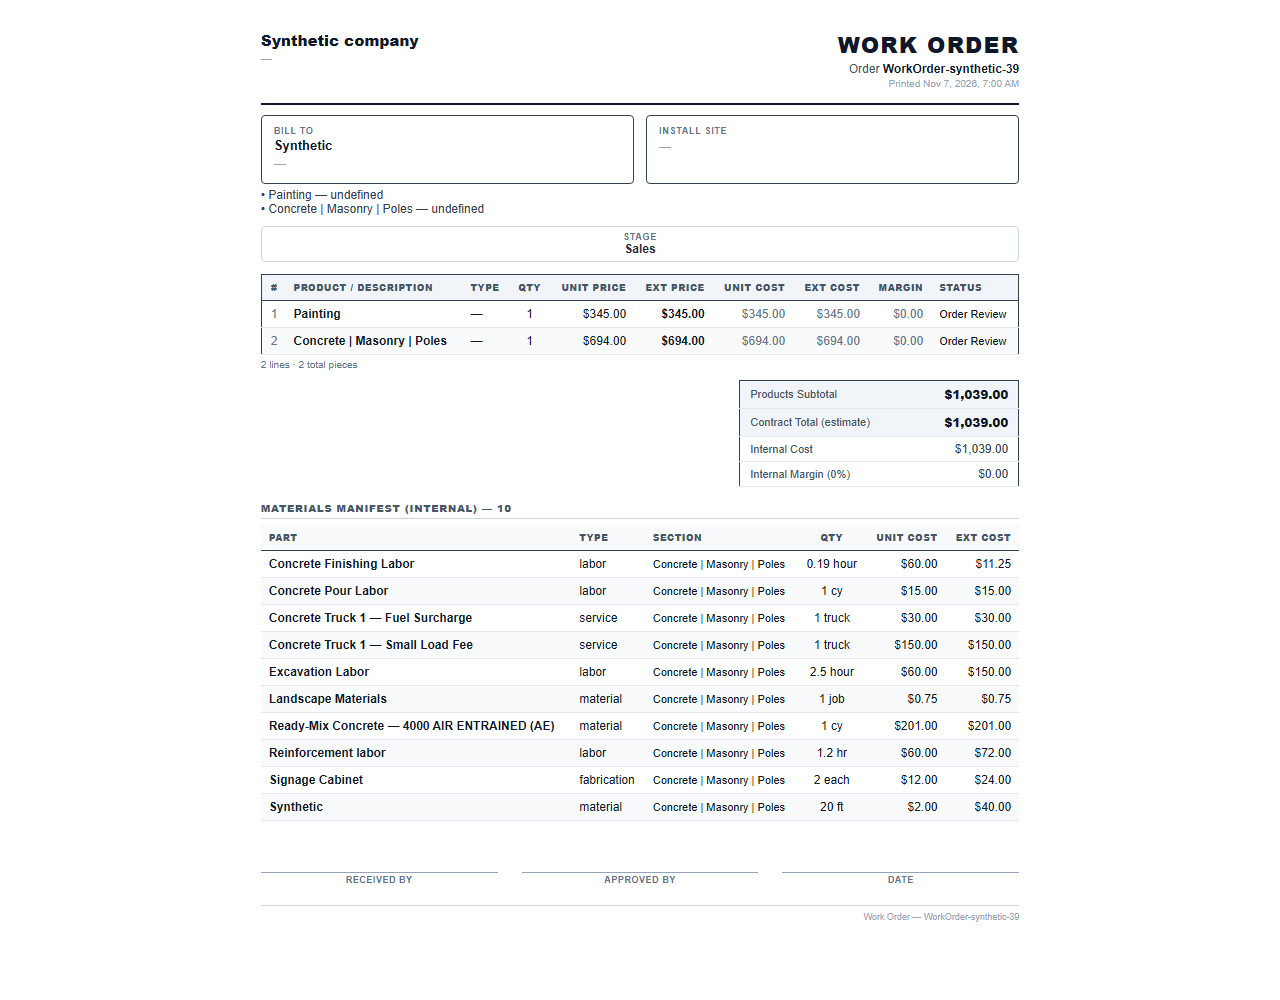 Synthetic company
—
WORK ORDER
Order WorkOrder-synthetic-39
Printed Nov 7, 2026, 7:00 AM
BILL TO
Synthetic
—
INSTALL SITE
—
• Painting — undefined
• Concrete | Masonry | Poles — undefined
STAGE
Sales
# PRODUCT / DESCRIPTION TYPE QTY UNIT PRICE EXT PRICE UNIT COST EXT COST MARGIN STATUS
1 Painting — 1 $345.00 $345.00 $345.00 $345.00 $0.00 Order Review
2 Concrete | Masonry | Poles — 1 $694.00 $694.00 $694.00 $694.00 $0.00 Order Review
2 lines · 2 total pieces
Products Subtotal $1,039.00
Contract Total (estimate) $1,039.00
Internal Cost $1,039.00
Internal Margin (0%) $0.00
MATERIALS MANIFEST (INTERNAL) — 10
PART TYPE SECTION QTY UNIT COST EXT COST
Concrete Finishing Labor labor Concrete | Masonry | Poles 0.19 hour $60.00 $11.25
Concrete Pour Labor labor Concrete | Masonry | Poles 1 cy $15.00 $15.00
Concrete Truck 1 — Fuel Surcharge service Concrete | Masonry | Poles 1 truck $30.00 $30.00
Concrete Truck 1 — Small Load Fee service Concrete | Masonry | Poles 1 truck $150.00 $150.00
Excavation Labor labor Concrete | Masonry | Poles 2.5 hour $60.00 $150.00
Landscape Materials material Concrete | Masonry | Poles 1 job $0.75 $0.75
Ready-Mix Concrete — 4000 AIR ENTRAINED (AE) material Concrete | Masonry | Poles 1 cy $201.00 $201.00
Reinforcement labor labor Concrete | Masonry | Poles 1.2 hr $60.00 $72.00
Signage Cabinet fabrication Concrete | Masonry | Poles 2 each $12.00 $24.00
Synthetic material Concrete | Masonry | Poles 20 ft $2.00 $40.00
RECEIVED BY APPROVED BY DATE
Work Order — WorkOrder-synthetic-39